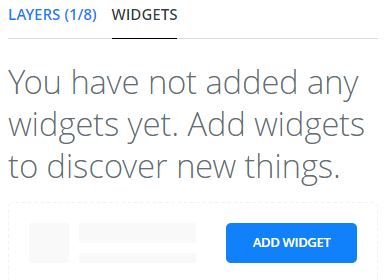 LAYERS (1/8) WIDGETS
You have not added any
widgets yet. Add widgets
to discover new things.
ADD WIDGET